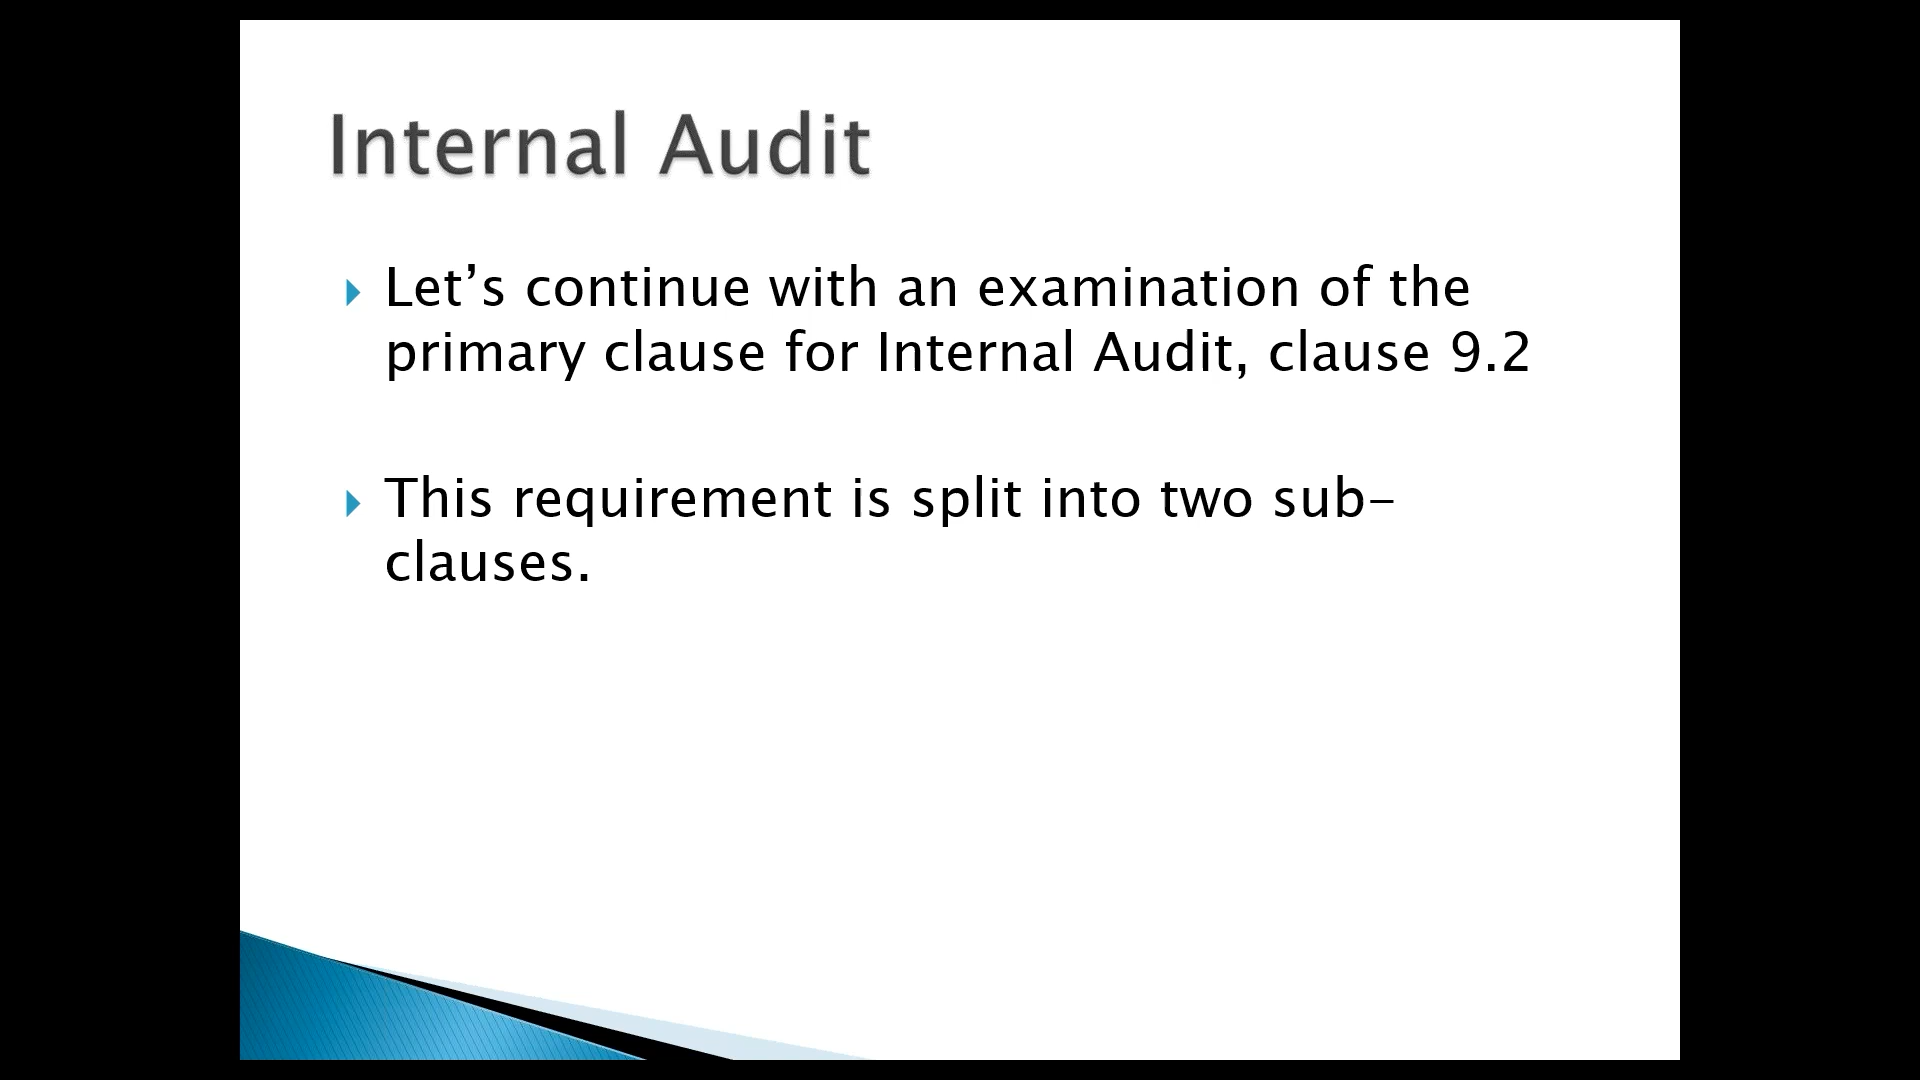 Internal Audit
Let’s continue with an examination of the
primary clause for Internal Audit, clause 9.2
This requirement is split into two sub-
clauses.